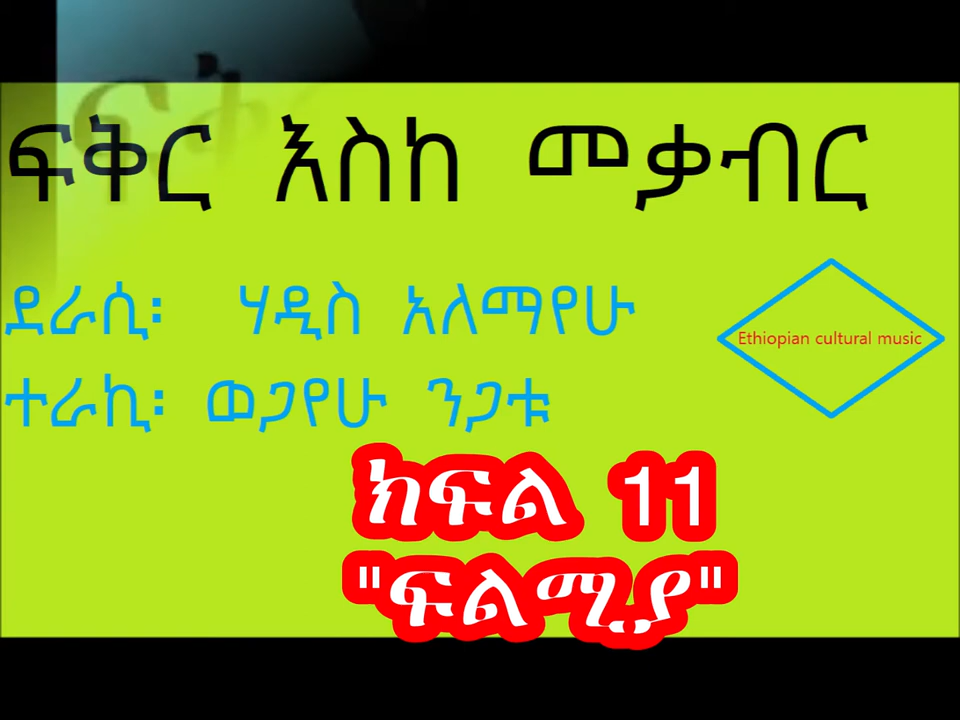 ፍቅር እስከ መቃብር
ደራሲ፡ ሃዲስ አለማየሁ
Ethiopian cultural music
ተራኪ፡ ወጋየሁ ንጋቱ
ክፍል 11
"ፍልሚያ"